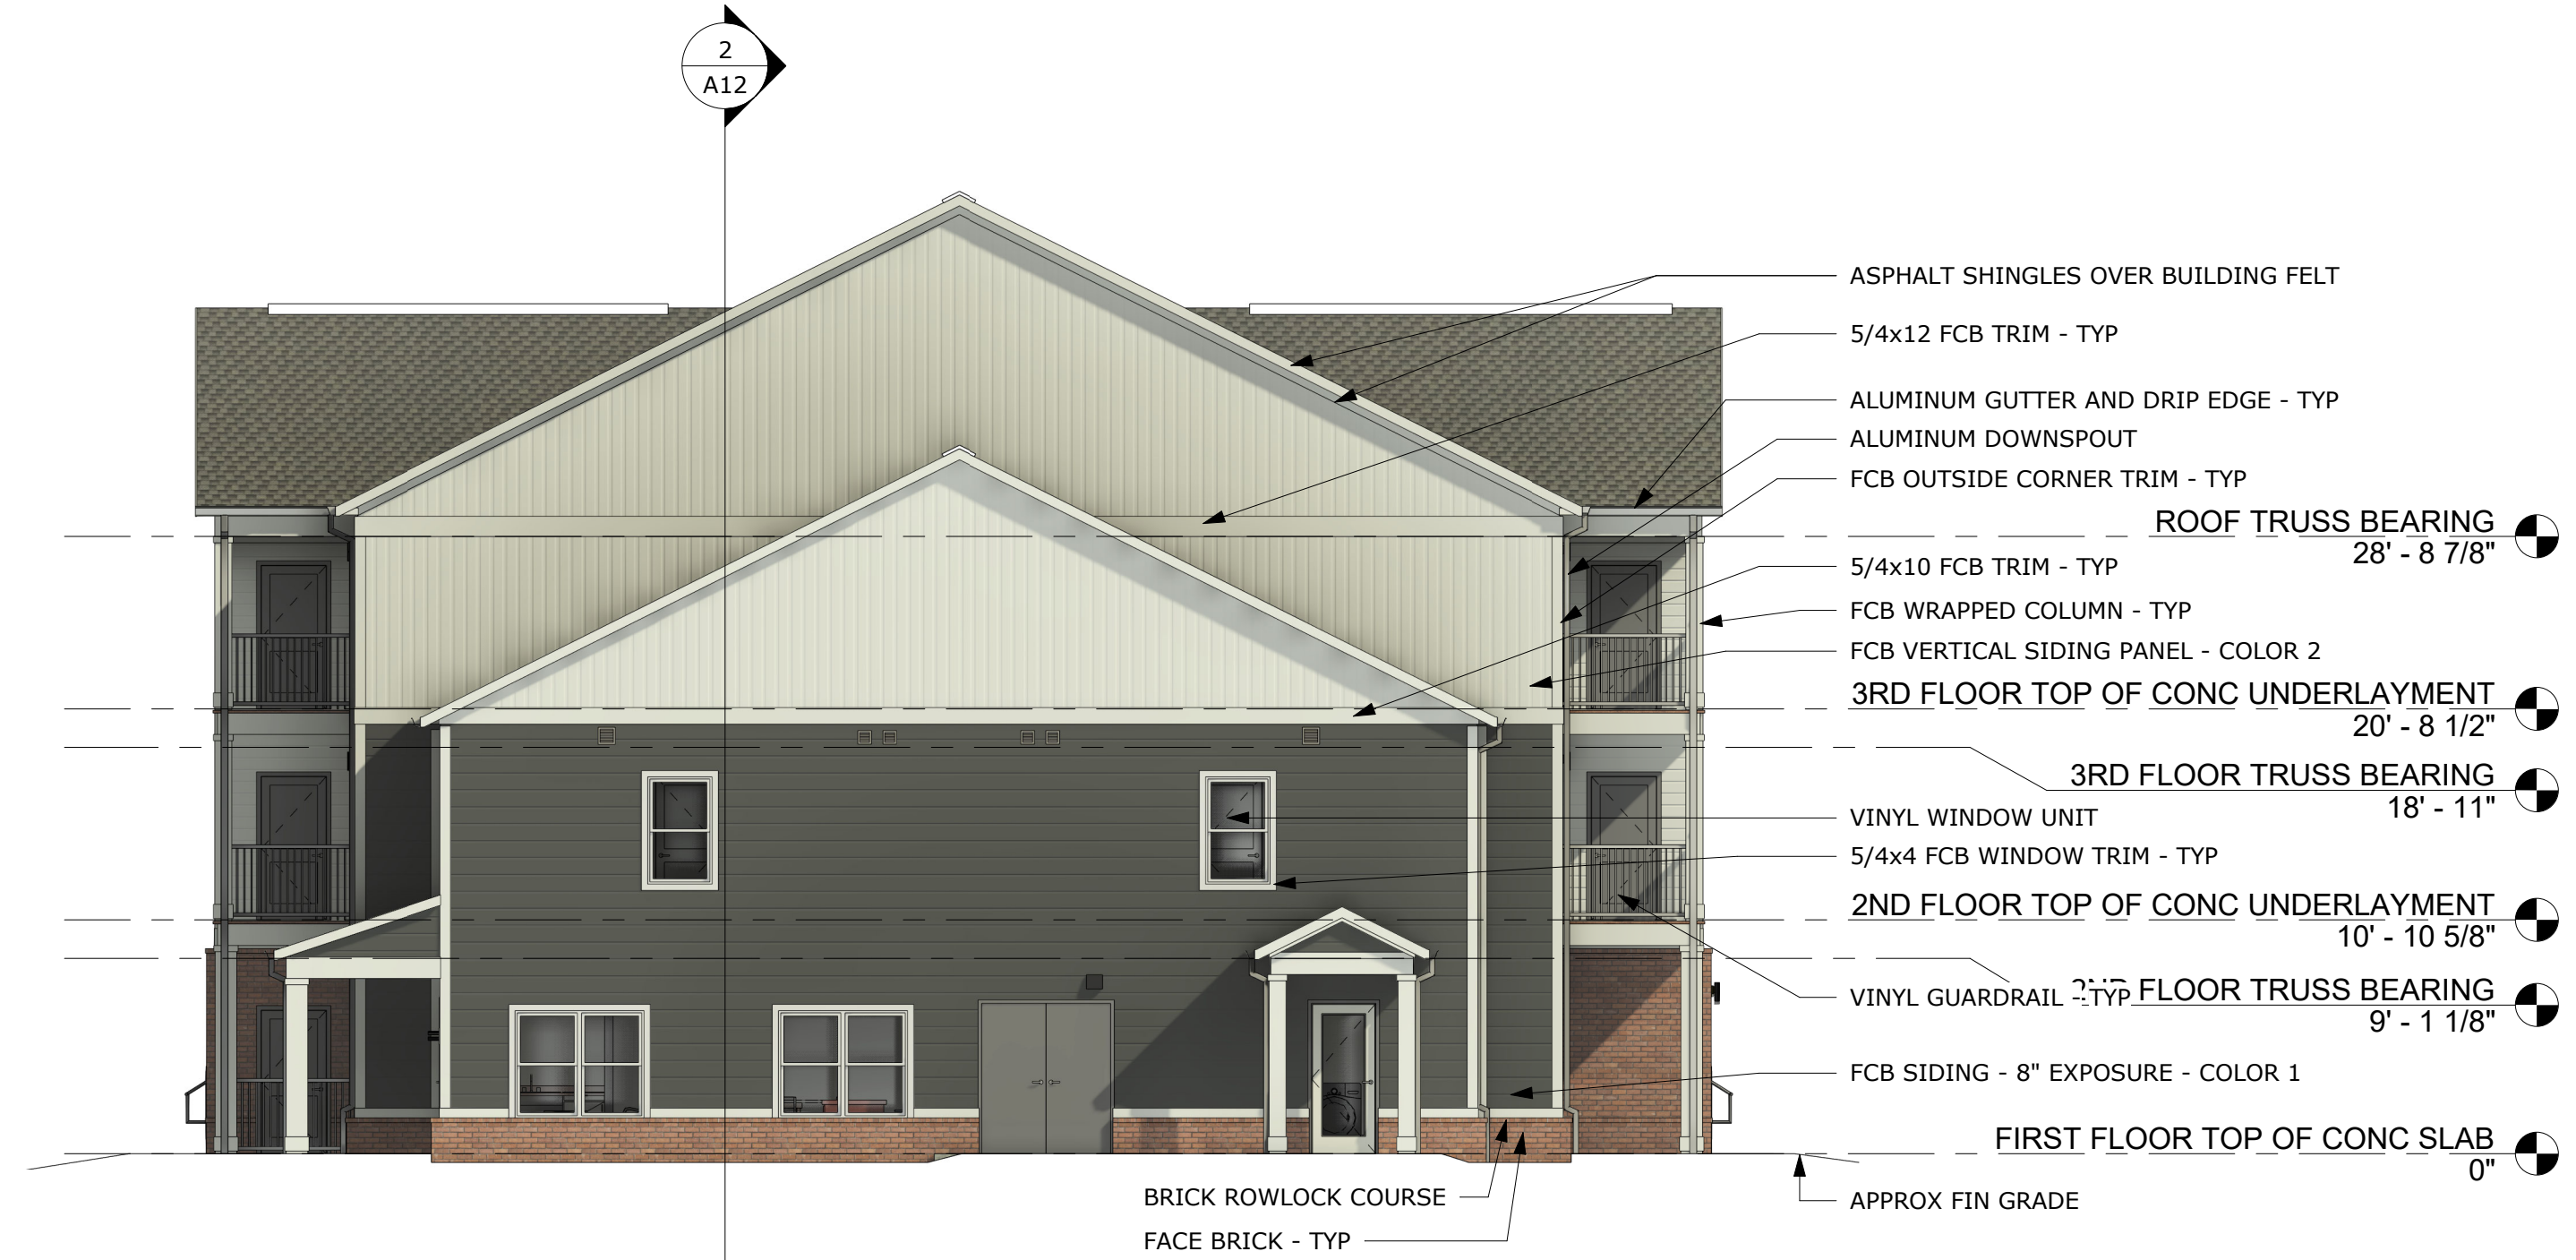 2
A12
ASPHALT SHINGLES OVER BUILDING FELT
5/4x12 FCB TRIM - TYP
ALUMINUM GUTTER AND DRIP EDGE - TYP
ALUMINUM DOWNSPOUT
FCB OUTSIDE CORNER TRIM - TYP
ROOF TRUSS BEARING
28' - 8 7/8"
5/4x10 FCB TRIM - TYP
FCB WRAPPED COLUMN - TYP
FCB VERTICAL SIDING PANEL - COLOR 2
3RD FLOOR TOP OF CONC UNDERLAYMENT
20' - 8 1/2"
3RD FLOOR TRUSS BEARING
18' - 11"
VINYL WINDOW UNIT
5/4x4 FCB WINDOW TRIM - TYP
2ND FLOOR TOP OF CONC UNDERLAYMENT
10' - 10 5/8"
VINYL GUARDRAIL - TYP
2ND FLOOR TRUSS BEARING
9' - 1 1/8"
FCB SIDING - 8" EXPOSURE - COLOR 1
FIRST FLOOR TOP OF CONC SLAB
0"
APPROX FIN GRADE
BRICK ROWLOCK COURSE
FACE BRICK - TYP